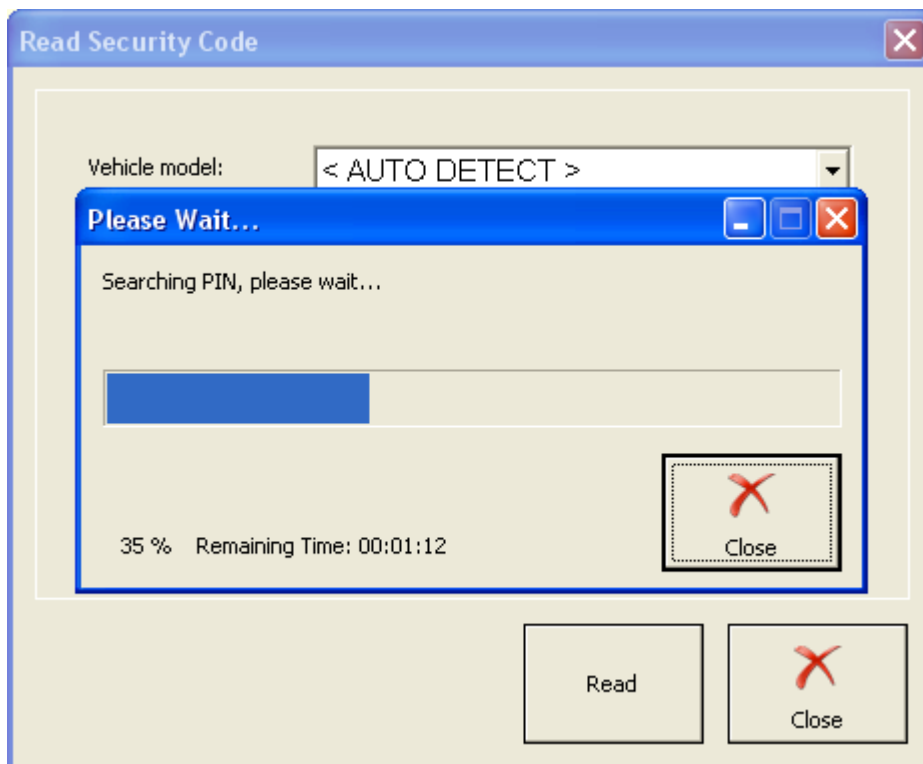 Read Security Code
Vehicle model: < AUTO DETECT >
Please Wait...
Searching PIN, please wait...
35 % Remaining Time: 00:01:12
Close
Read
Close